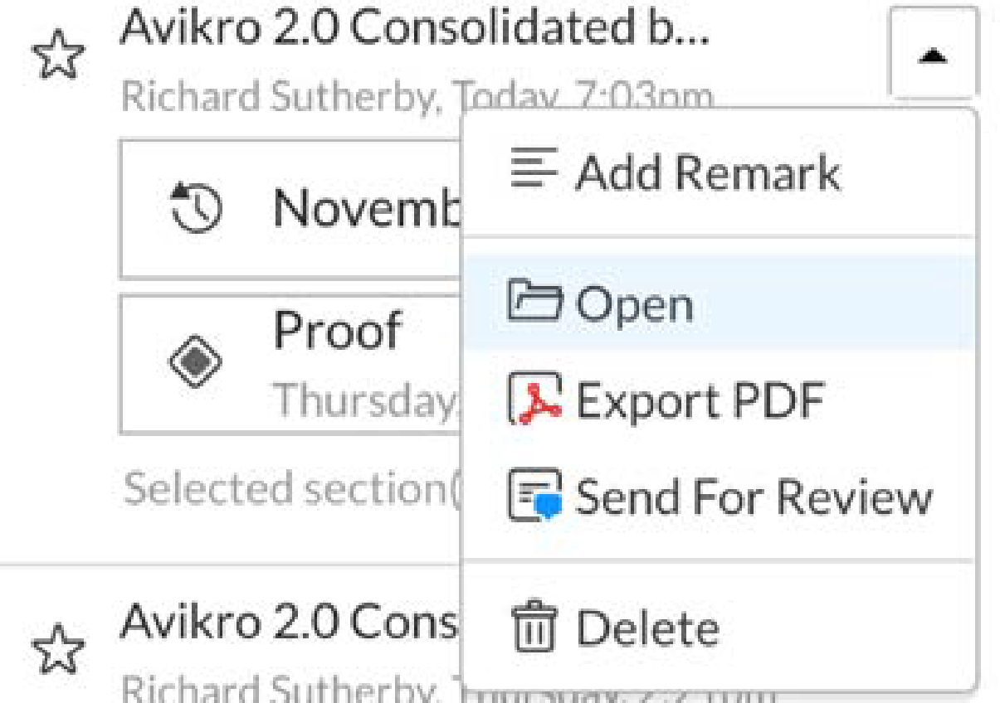 Avikro 2.0 Consolidated b...
Richard Sutherby, Today, 7:03pm
Add Remark
Novemb
Open
Proof
Thursday,
Export PDF
Selected section(
Send For Review
Avikro 2.0 Cons
Delete
Richard Sutherby, Thursday,